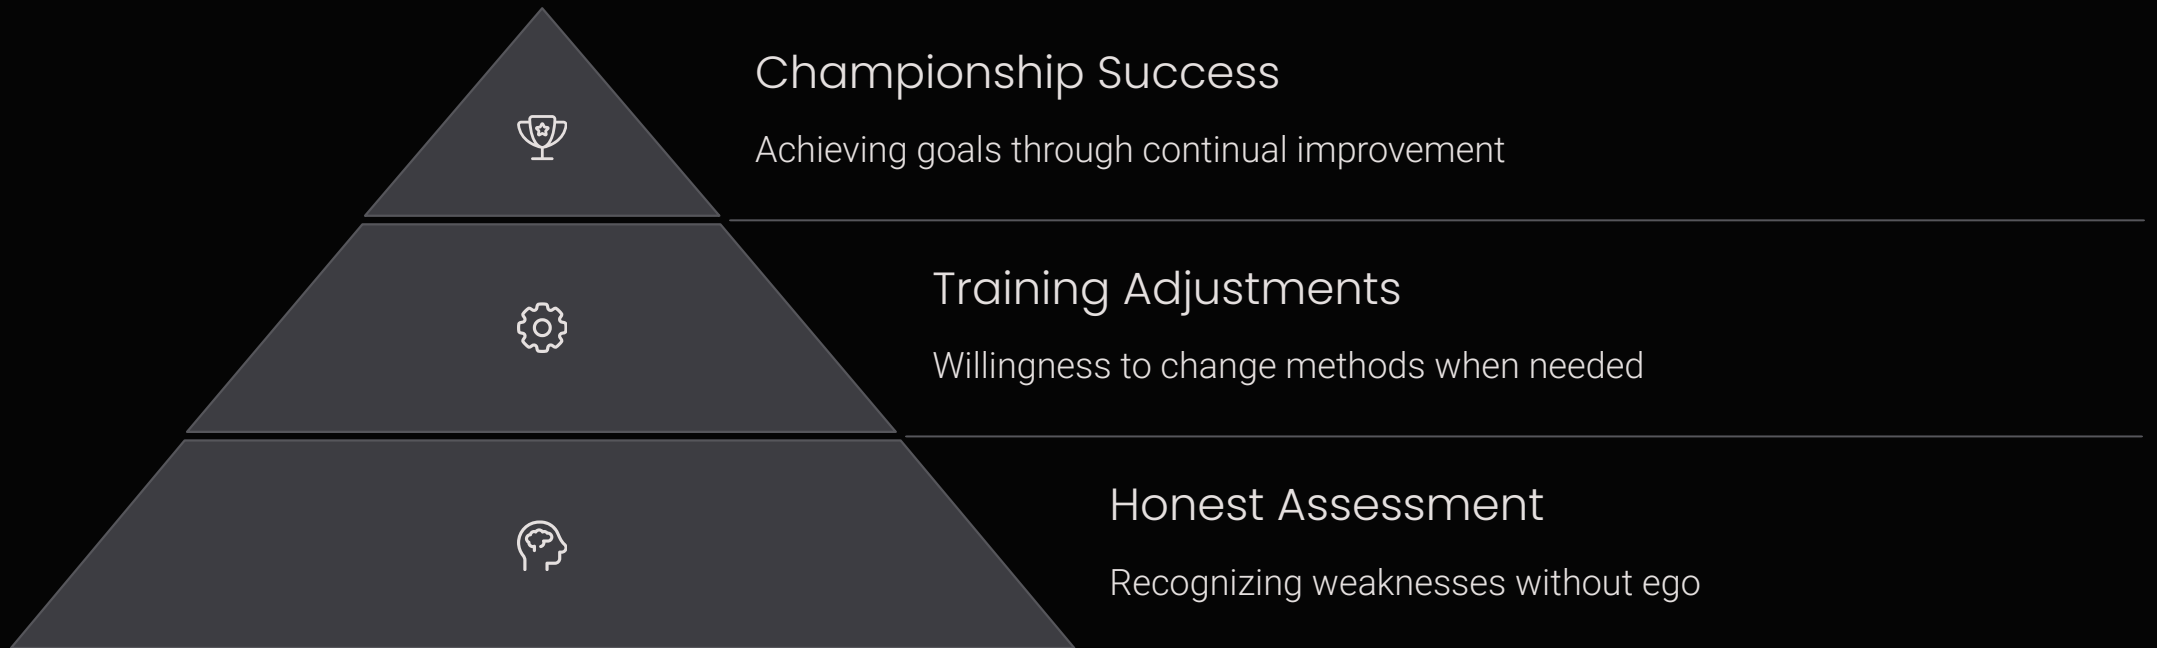 Championship Success
Achieving goals through continual improvement
Training Adjustments
Willingness to change methods when needed
Honest Assessment
Recognizing weaknesses without ego